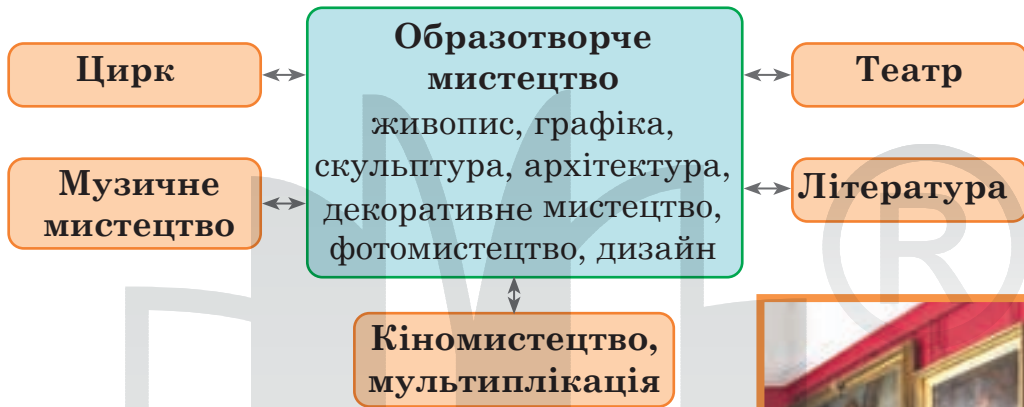 Цирк
Музичне
мистецтво
Образотворче
мистецтво
живопис, графіка,
скульптура, архітектура,
декоративне мистецтво,
фотомистецтво, дизайн
Театр
Література
Кіномистецтво,
мультиплікація
®